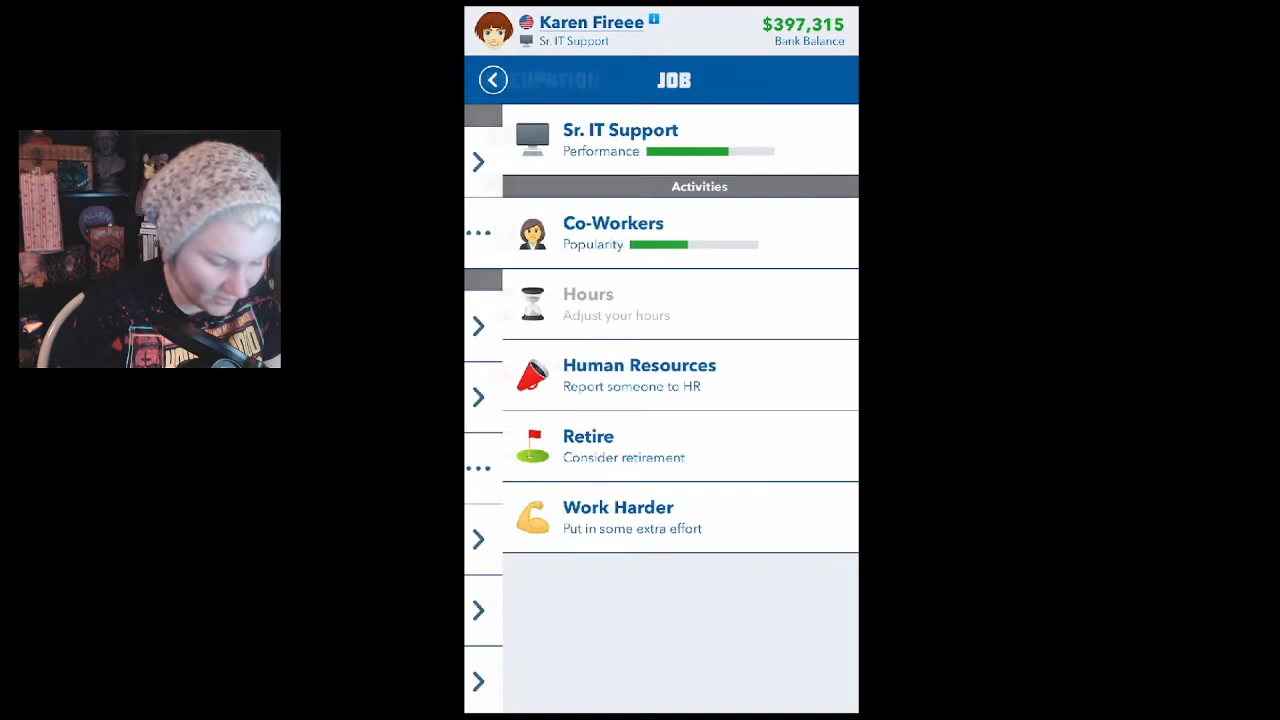 Karen Fireee
Sr. IT Support
$397,315
Bank Balance
JOB
Sr. IT Support
Performance
Activities
Co-Workers
Popularity
Hours
Adjust your hours
Human Resources
Report someone to HR
Retire
Consider retirement
Work Harder
Put in some extra effort
ALIEN